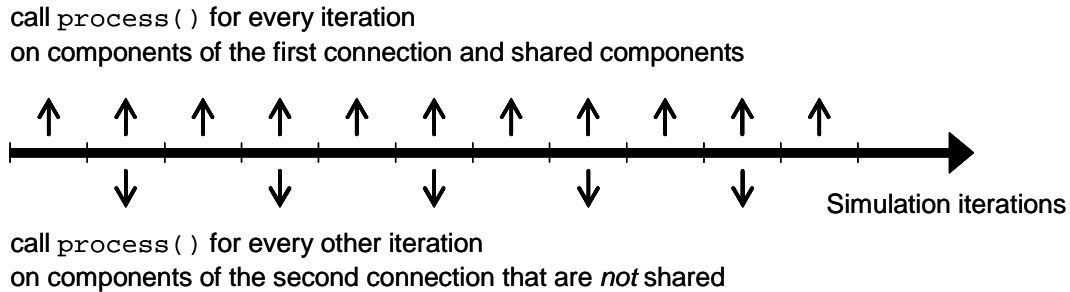 call process() for every iteration
on components of the first connection and shared components
Simulation iterations
call process() for every other iteration
on components of the second connection that are not shared